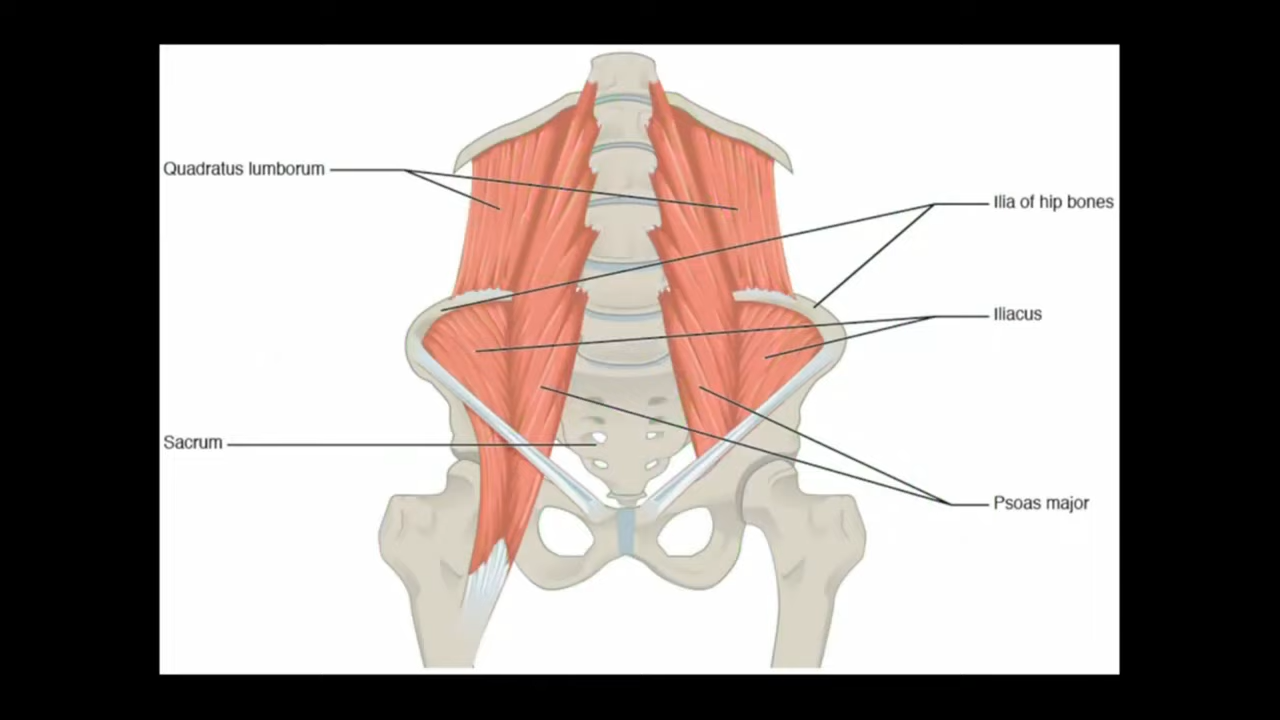 Quadratus lumborum
Ilia of hip bones
Iliacus
Sacrum
Psoas major